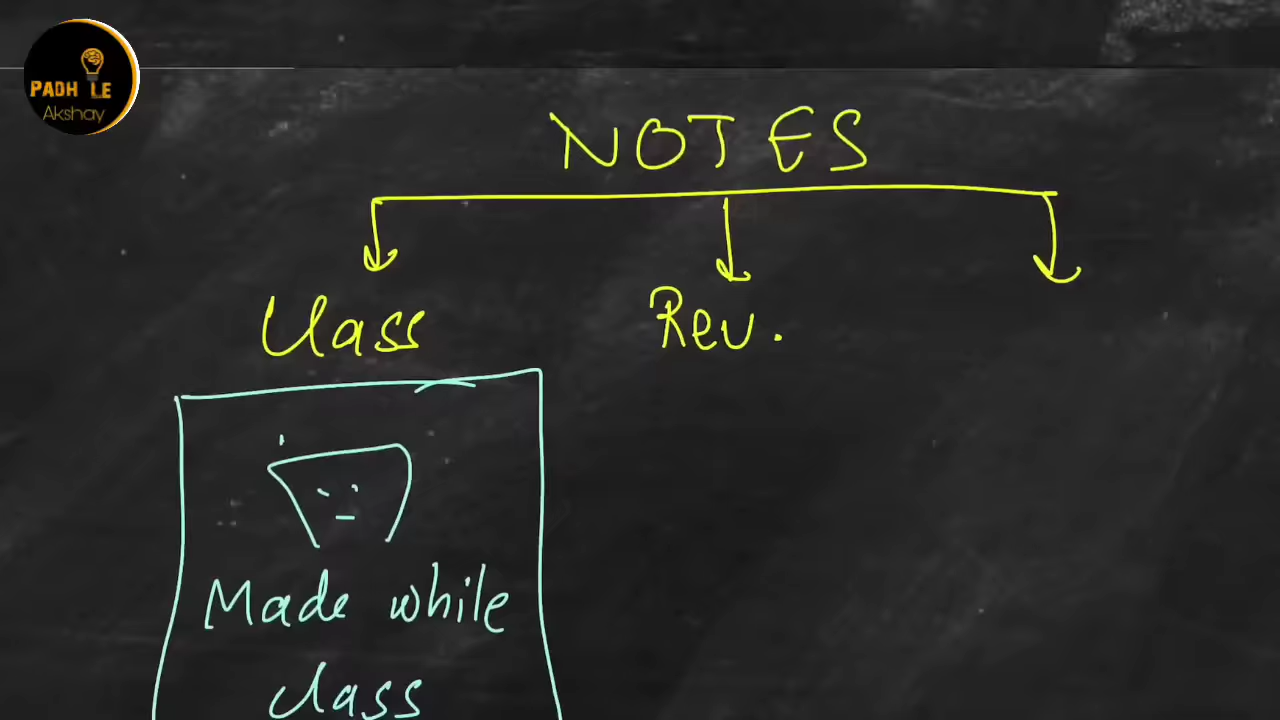 PADH LE
Akshay
NOTES
Class
Rev.
Made while
class